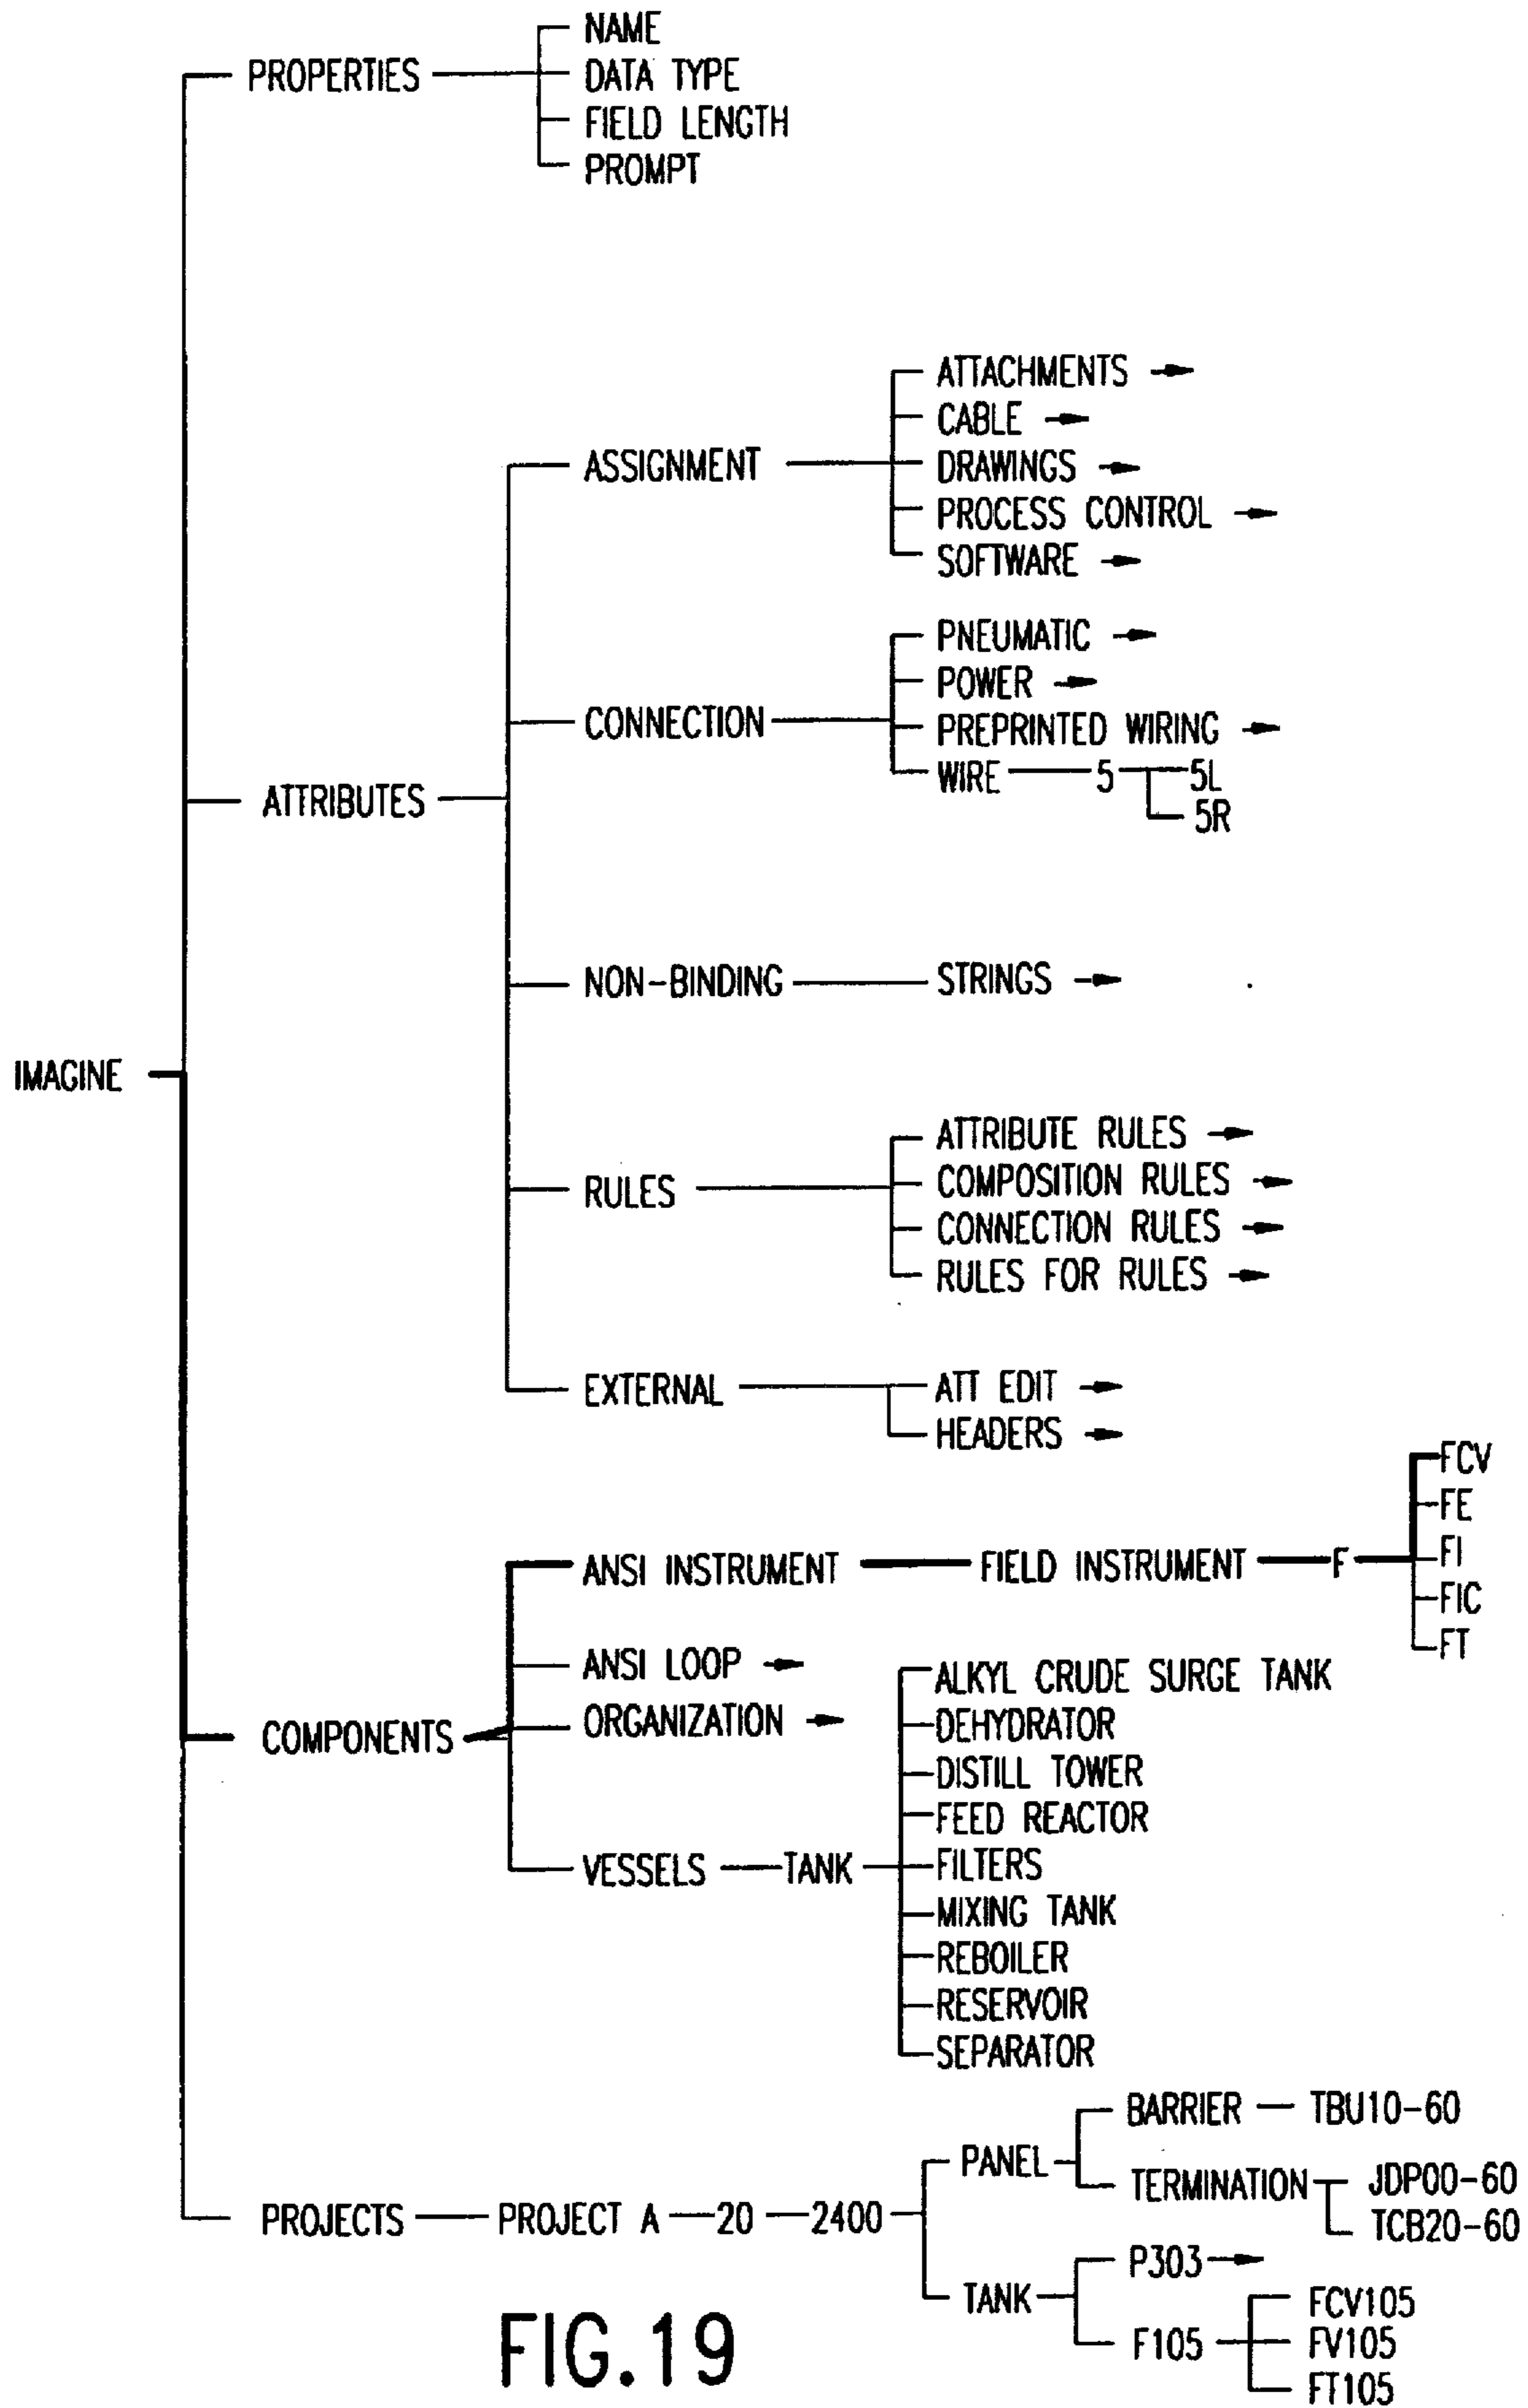 NAME
PROPERTIES
DATA TYPE
FIELD LENGTH
PROMPT
ATTACHMENTS
CABLE
ASSIGNMENT
DRAWINGS
PROCESS CONTROL
SOFTWARE
PNEUMATIC
POWER
CONNECTION
PREPRINTED WIRING
WIRE 5 5L
5R
ATTRIBUTES
NON-BINDING STRINGS
IMAGINE
ATTRIBUTE RULES
COMPOSITION RULES
RULES
CONNECTION RULES
RULES FOR RULES
EXTERNAL
ATT EDIT
HEADERS
FCV
FE
ANSI INSTRUMENT FIELD INSTRUMENT F FI
FIC
FT
ANSI LOOP
ORGANIZATION
COMPONENTS
ALKYL CRUDE SURGE TANK
DEHYDRATOR
DISTILL TOWER
FEED REACTOR
VESSELS TANK FILTERS
MIXING TANK
REBOILER
RESERVOIR
SEPARATOR
BARRIER TBU10-60
PANEL
TERMINATION JDP00-60
TCB20-60
PROJECTS PROJECT A 20 2400
P303
TANK
FCV105
F105 FV105
FT105
FIG.19